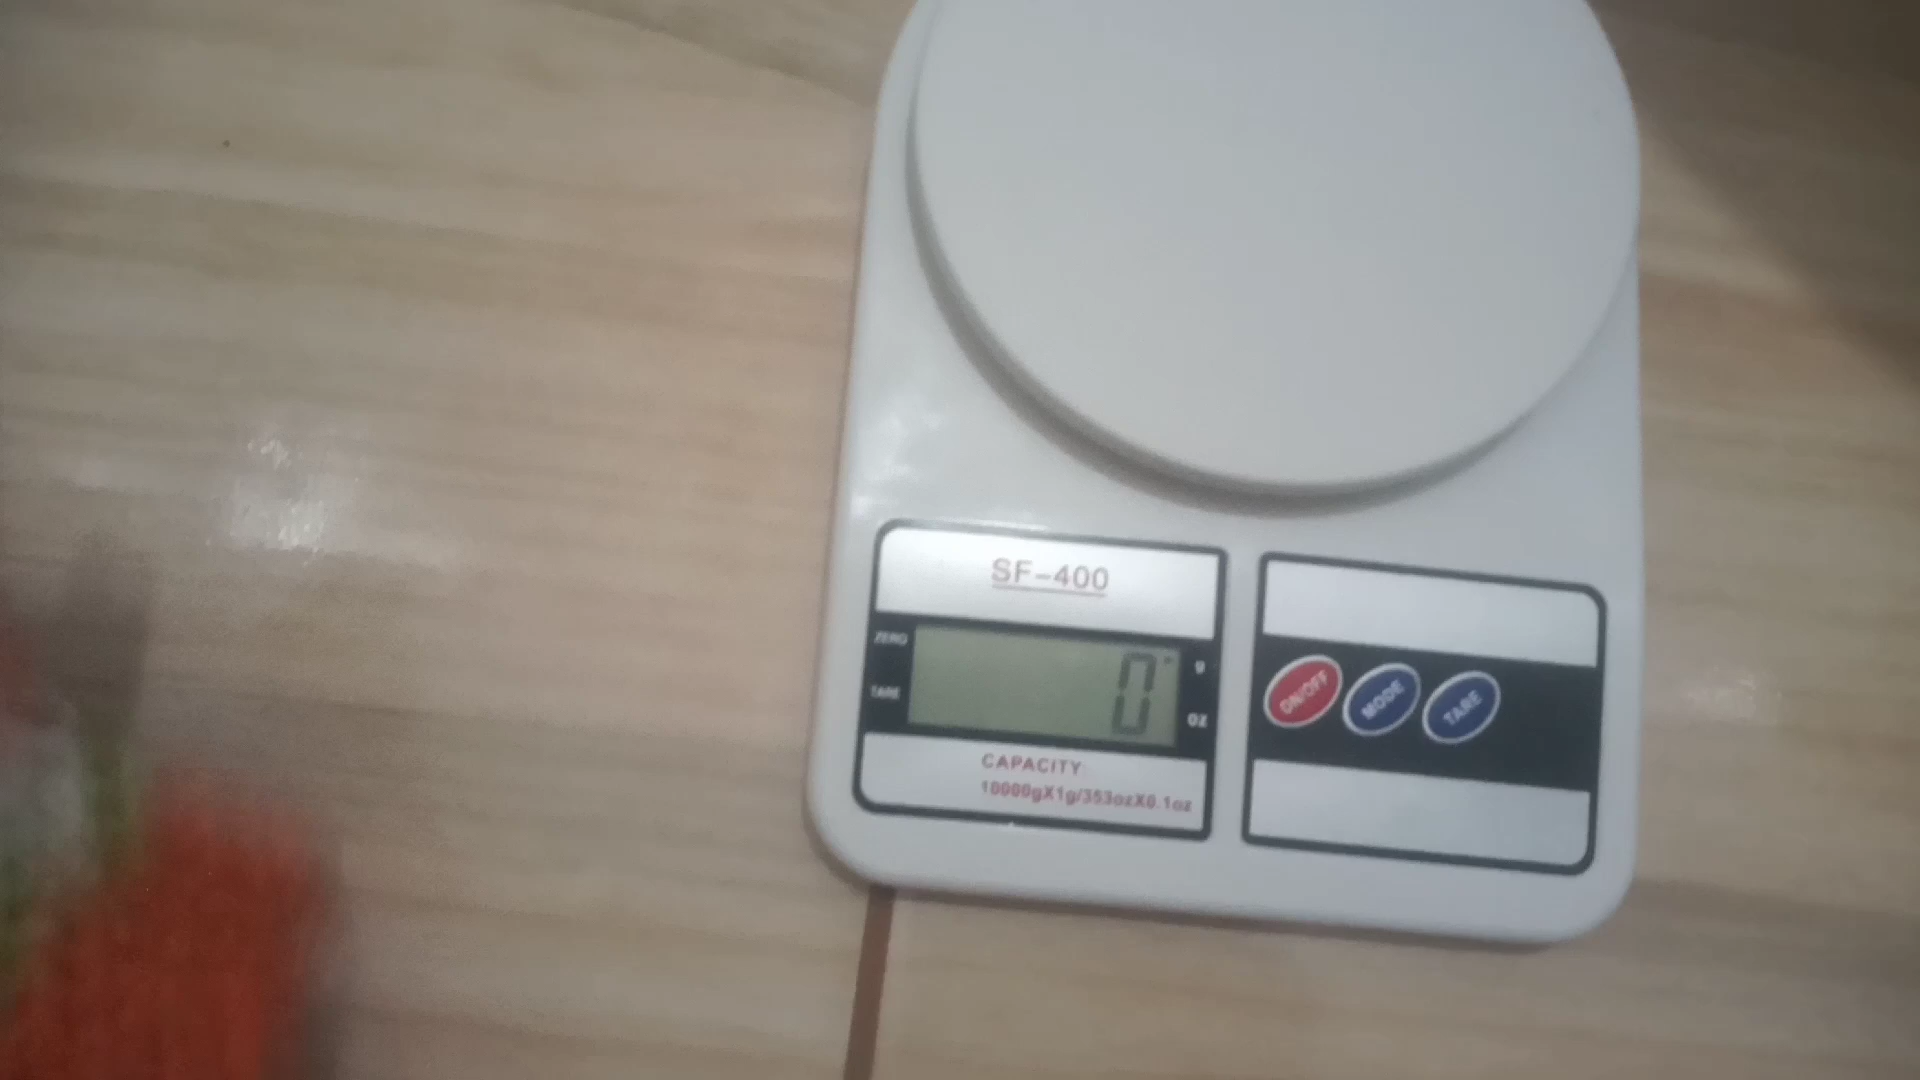 SF-400
ZERO
TARE
0
g
oz
CAPACITY:
10000gX1g/353ozX0.1oz
ON/OFF
MODE
TARE